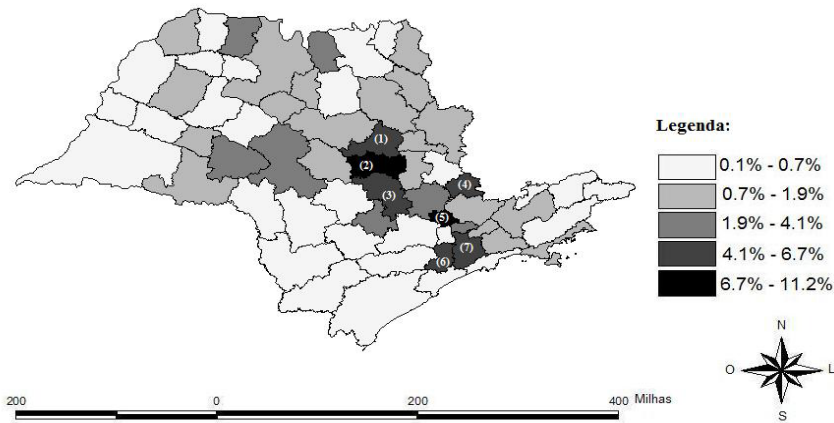 (1)
(2)
(3)
(4)
(5)
(6)
(7)
Legenda:
0.1% - 0.7%
0.7% - 1.9%
1.9% - 4.1%
4.1% - 6.7%
6.7% - 11.2%
N
O
L
S
200 0 200 400 Milhas